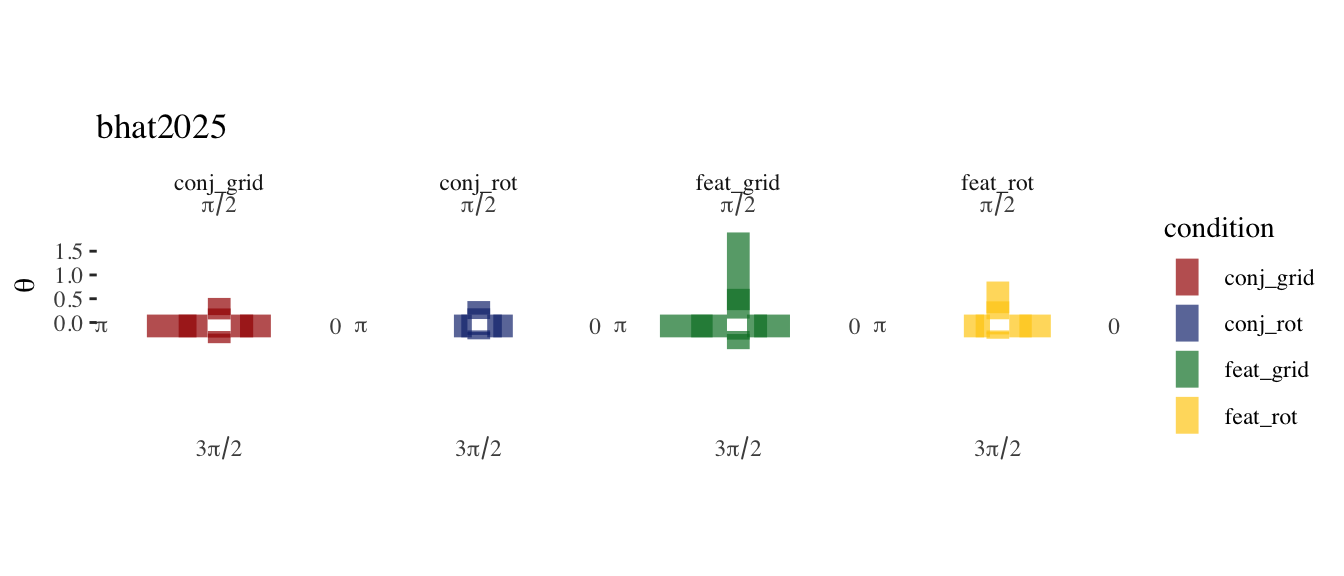 bhat2025
conj_grid conj_rot feat_grid feat_rot
π/2 π/2 π/2 π/2
condition
1.5
1.0
0.5
0.0
θ
π 0 π 0 π 0 π 0
conj_grid
conj_rot
feat_grid
feat_rot
3π/2 3π/2 3π/2 3π/2